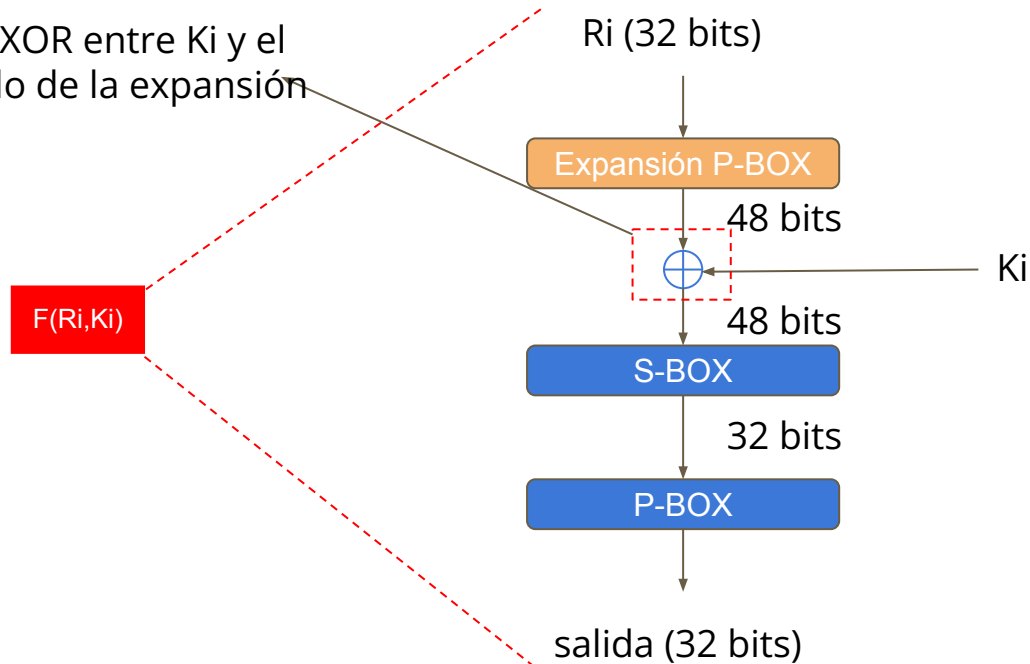 XOR entre Ki y el
de la expansión
Ri (32 bits)
Expansión P-BOX
48 bits
Ki
F(Ri,Ki)
48 bits
S-BOX
32 bits
P-BOX
salida (32 bits)